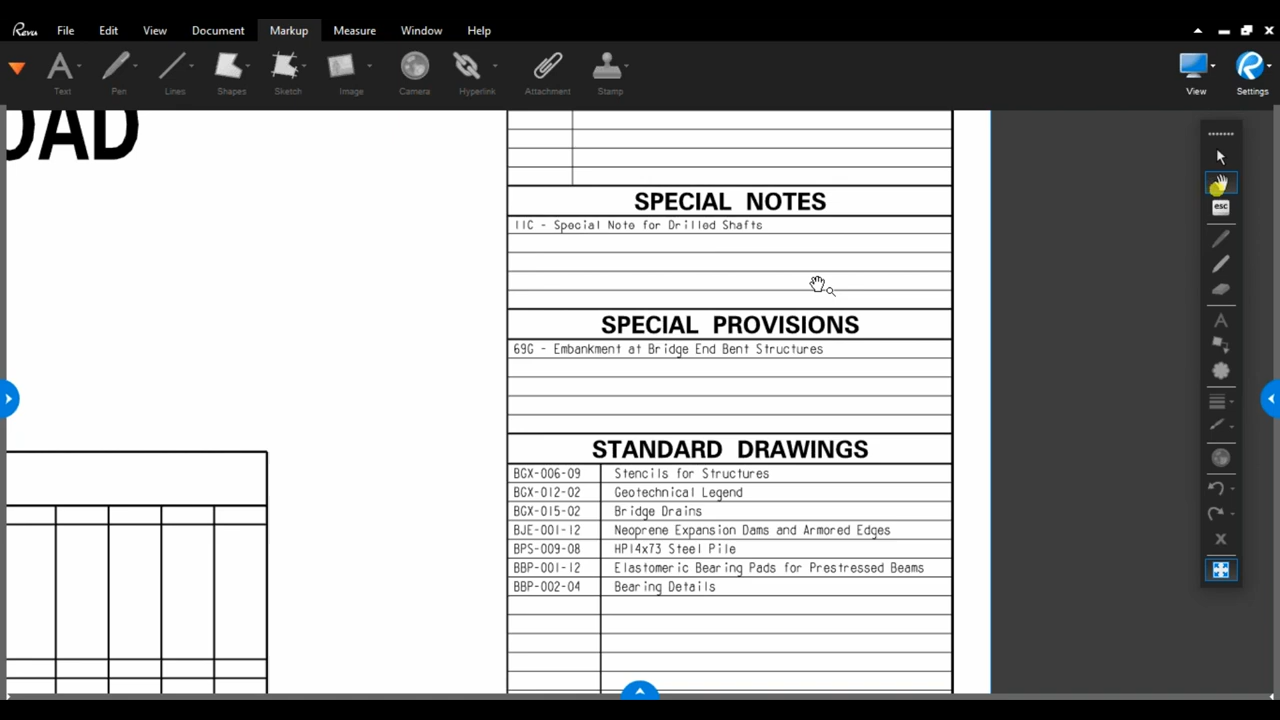 Revu File Edit View Document Markup Measure Window Help
Text Pen Lines Shapes Sketch Image Camera Hyperlink Attachment Stamp View Settings
esc
OAD
SPECIAL NOTES
11C - Special Note for Drilled Shafts
SPECIAL PROVISIONS
69G - Embankment at Bridge End Bent Structures
STANDARD DRAWINGS
BGX-006-09 Stencils for Structures
BGX-012-02 Geotechnical Legend
BGX-015-02 Bridge Drains
BJE-001-12 Neoprene Expansion Dams and Armored Edges
BPS-009-08 HP14x73 Steel Pile
BBP-001-12 Elastomeric Bearing Pads for Prestressed Beams
BBP-002-04 Bearing Details